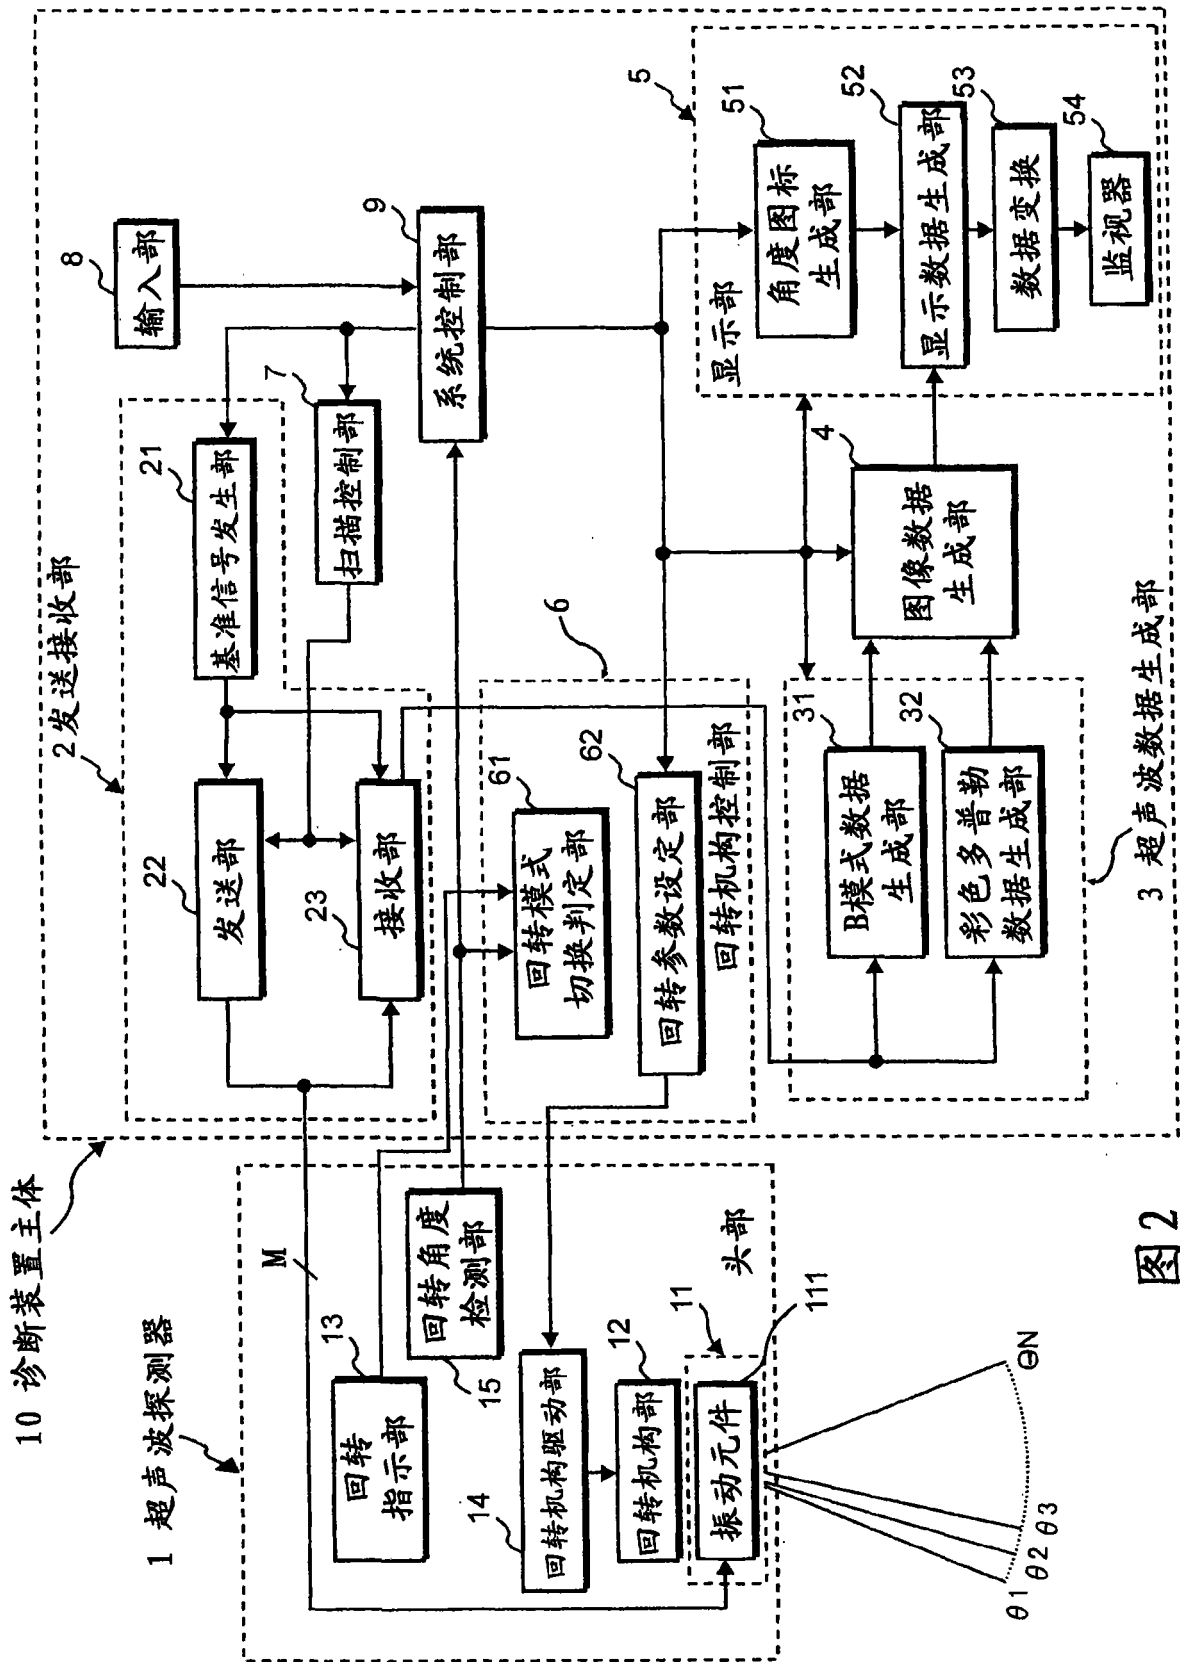 10 诊断装置主体
1 超声波探测器
2 发送接收部
22
发送部
23
接收部
21
基准信号发生部
7
扫描控制部
8
输入部
9
系统控制部
M
13
回转
指示部
15
回转角度
检测部
14
回转机构驱动部
12
回转机构部
头部
11
111
振动元件
θ1
θ2
θ3
ΘN
6
61
回转模式
切换判定部
62
回转参数设定部
回转机构控制部
31
B模式数据
生成部
32
彩色多普勒
数据生成部
3 超声波数据生成部
4
图像数据
生成部
5
显示部
51
角度图标
生成部
52
显示数据生成部
53
数据变换
54
监视器
图 2